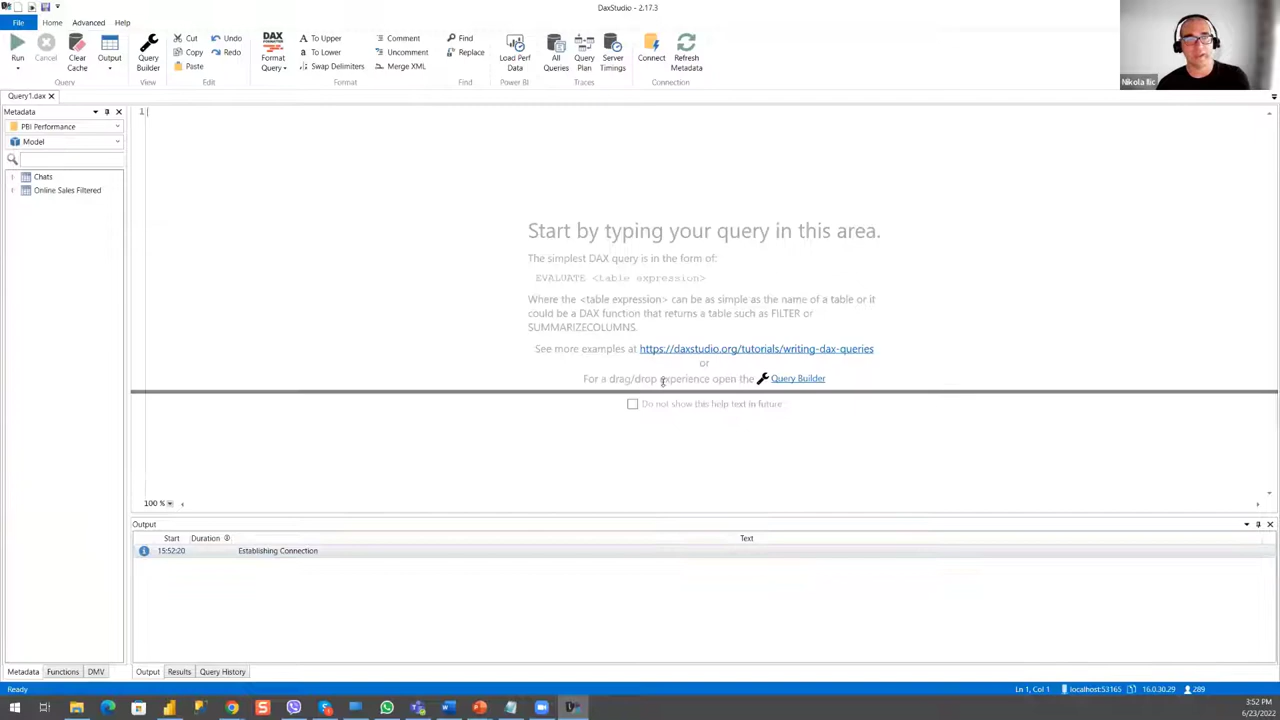 DaxStudio - 2.17.3
File Home Advanced Help
Run
Cancel
Clear Cache
Output
Query
Query Builder
View
Cut
Copy
Paste
Undo
Redo
Edit
DAX FORMATTER
Format Query
To Upper
To Lower
Swap Delimiters
Comment
Uncomment
Merge XML
Format
Find
Replace
Find
Load Perf Data
Power BI
All Queries
Query Plan
Server Timings
Traces
Connect
Refresh Metadata
Connection
Nikola Ilic
Query1.dax
Metadata
PBI Performance
Model
Chats
Online Sales Filtered
1
Start by typing your query in this area.
The simplest DAX query is in the form of:
EVALUATE <table expression>
Where the <table expression> can be as simple as the name of a table or it
could be a DAX function that returns a table such as FILTER or
SUMMARIZECOLUMNS.
See more examples at https://daxstudio.org/tutorials/writing-dax-queries
or
For a drag/drop experience open the Query Builder
Do not show this help text in future
100 %
Output
Start Duration Text
15:52:20 Establishing Connection
Metadata Functions DMV
Output Results Query History
Ready
Ln 1, Col 1 localhost:53165 16.0.30.29 289
3:52 PM
6/23/2022